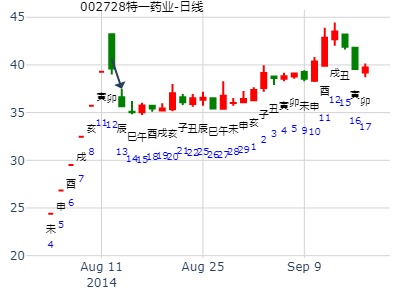 002728特一药业-日线
45
40
35
30
25
20
未 申 酉 戌 亥 寅 卯 辰 巳 午 酉 戌 亥 子 丑 辰 巳 午 未 申 亥 子 丑 寅 卯 未 申 酉 戌 丑 寅 卯
4 5 6 7 8 11 12 13 14 15 18 19 20 21 22 25 26 27 28 29 1 2 3 4 5 9 10 11 12 15 16 17
Aug 11 Aug 25 Sep 9
2014